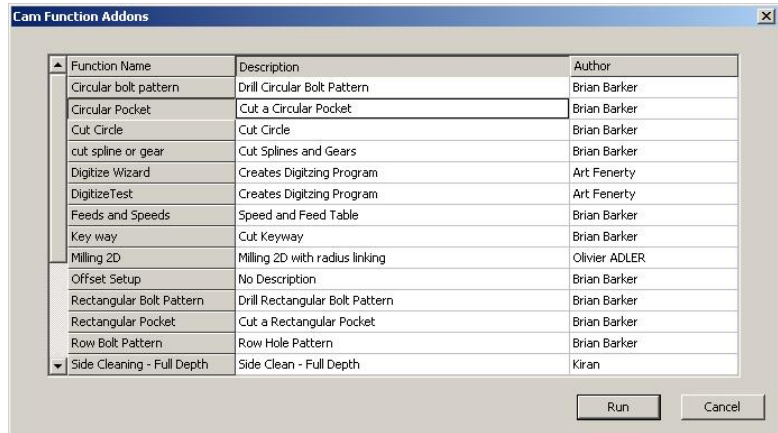 Cam Function Addons
Function Name Description Author
Circular bolt pattern Drill Circular Bolt Pattern Brian Barker
Circular Pocket Cut a Circular Pocket Brian Barker
Cut Circle Cut Circle Brian Barker
cut spline or gear Cut Splines and Gears Brian Barker
Digitize Wizard Creates Digitzing Program Art Fenerty
DigitizeTest Creates Digitzing Program Art Fenerty
Feeds and Speeds Speed and Feed Table Brian Barker
Key way Cut Keyway Brian Barker
Milling 2D Milling 2D with radius linking Olivier ADLER
Offset Setup No Description Brian Barker
Rectangular Bolt Pattern Drill Rectangular Bolt Pattern Brian Barker
Rectangular Pocket Cut a Rectangular Pocket Brian Barker
Row Bolt Pattern Row Hole Pattern Brian Barker
Side Cleaning - Full Depth Side Clean - Full Depth Kiran
Run Cancel